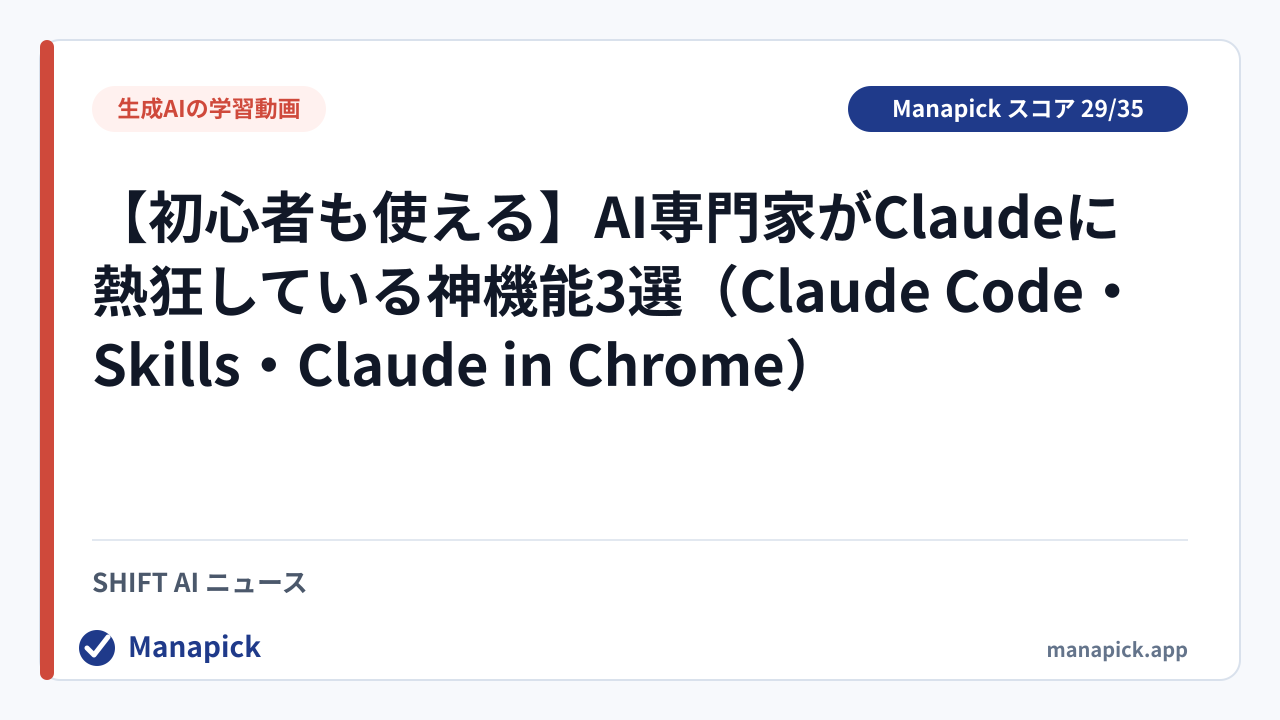 生成AIの学習動画
Manapick スコア 29/35
【初心者も使える】AI専門家がClaudeに
熱狂している神機能3選（Claude Code・
Skills・Claude in Chrome）
SHIFT AI ニュース
Manapick
manapick.app